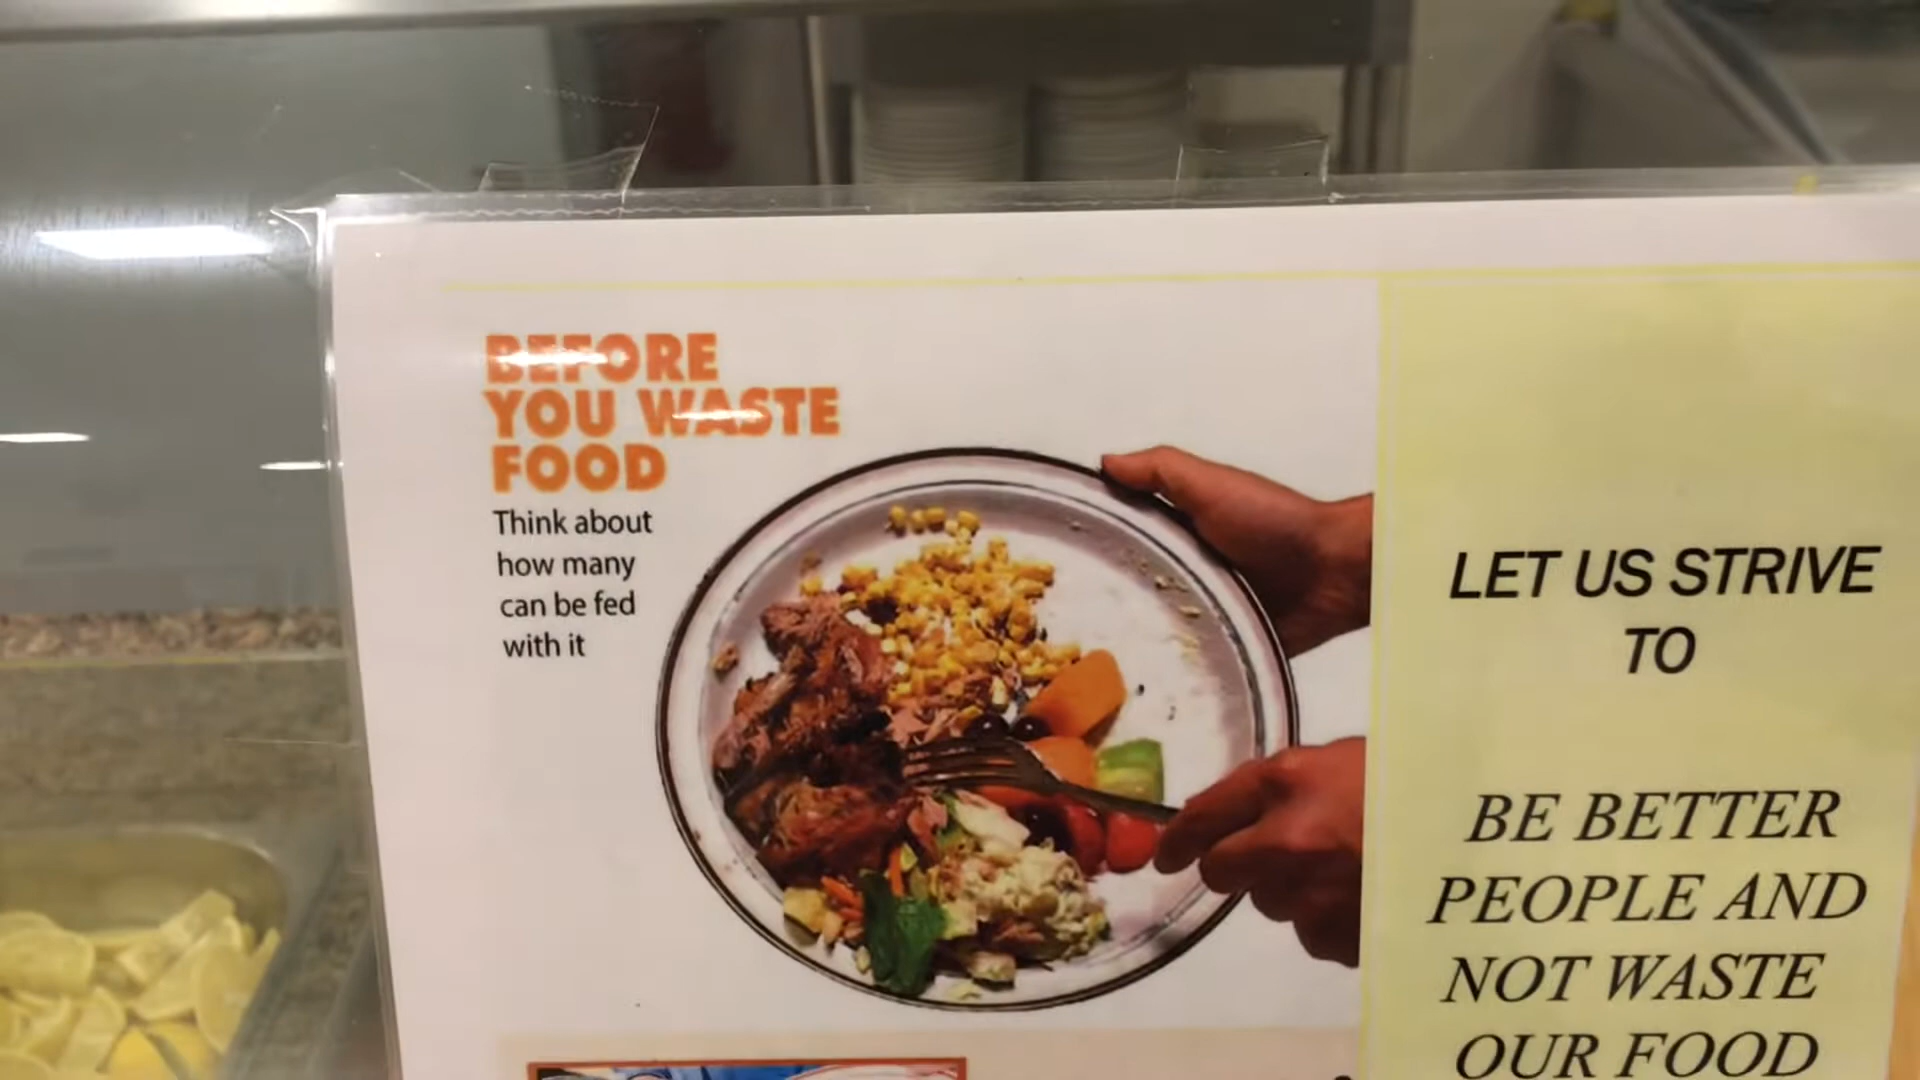 BEFORE
YOU WASTE
FOOD
Think about
how many
can be fed
with it
LET US STRIVE
TO
BE BETTER
PEOPLE AND
NOT WASTE
OUR FOOD